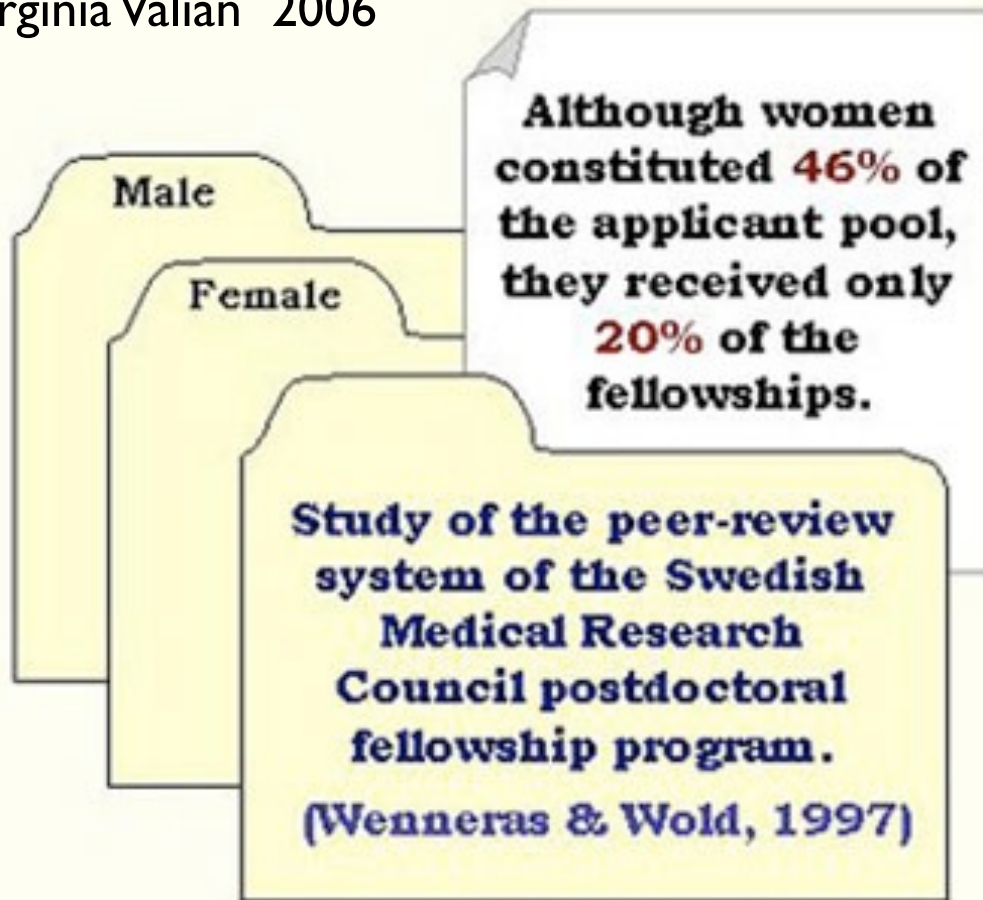 rginia Valian 2006
Male
Female
Although women
constituted 46% of
the applicant pool,
they received only
20% of the
fellowships.
Study of the peer-review
system of the Swedish
Medical Research
Council postdoctoral
fellowship program.
(Wenneras & Wold, 1997)